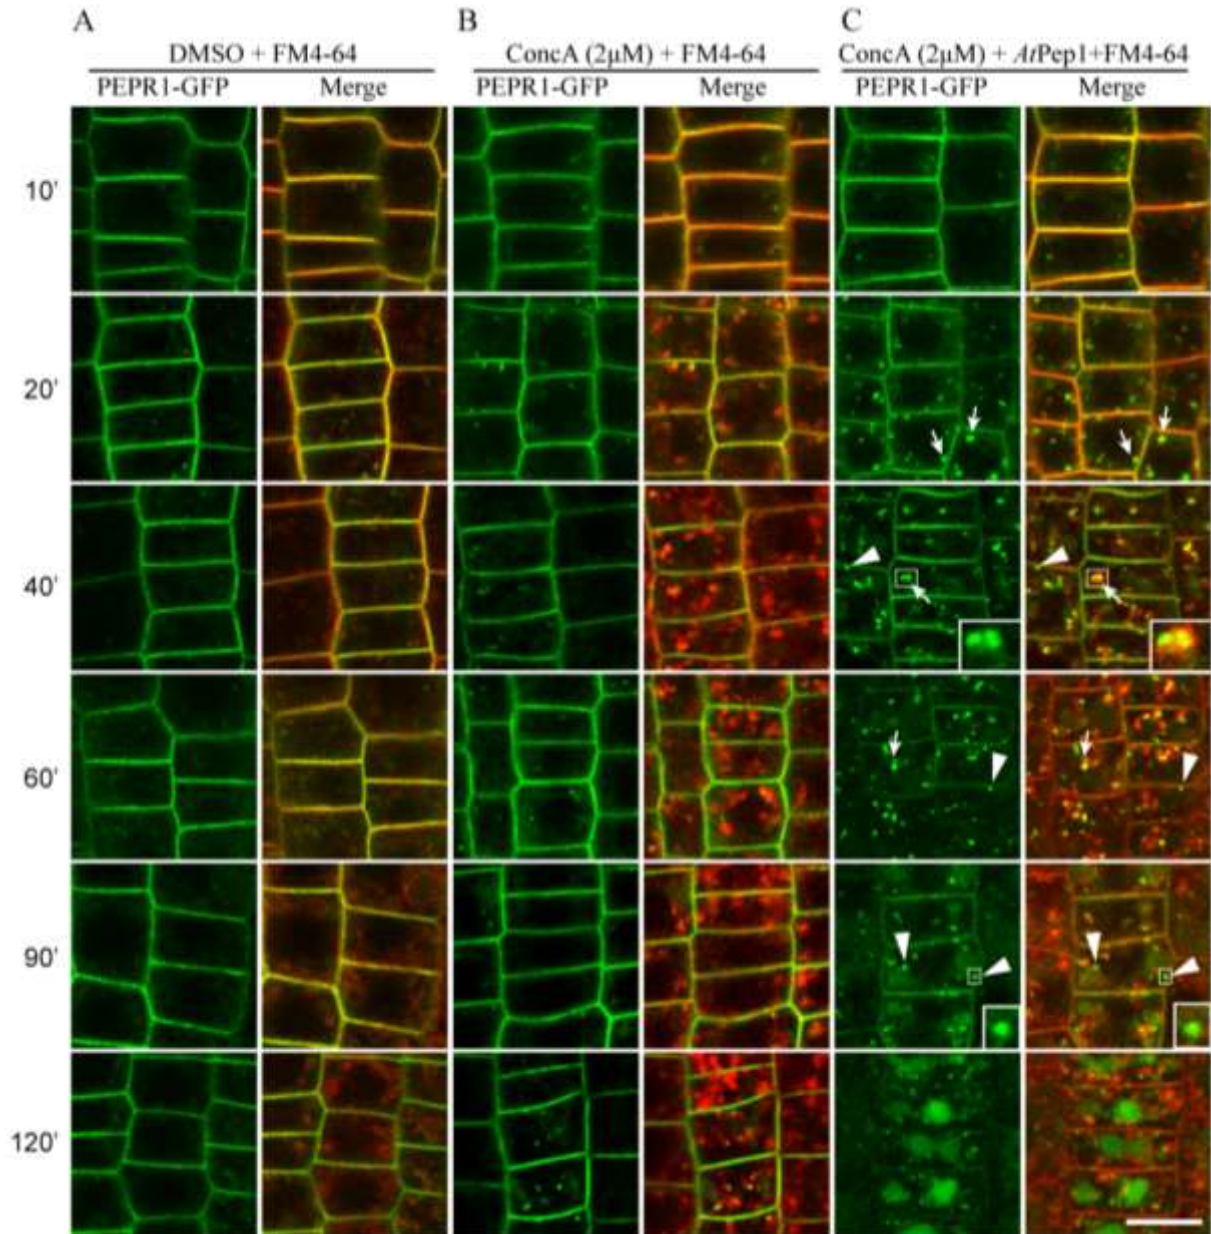 A B C
DMSO + FM4-64 ConcA (2μM) + FM4-64 ConcA (2μM) + AtPep1+FM4-64
PEPR1-GFP Merge PEPR1-GFP Merge PEPR1-GFP Merge
10'
20'
40'
60'
90'
120'